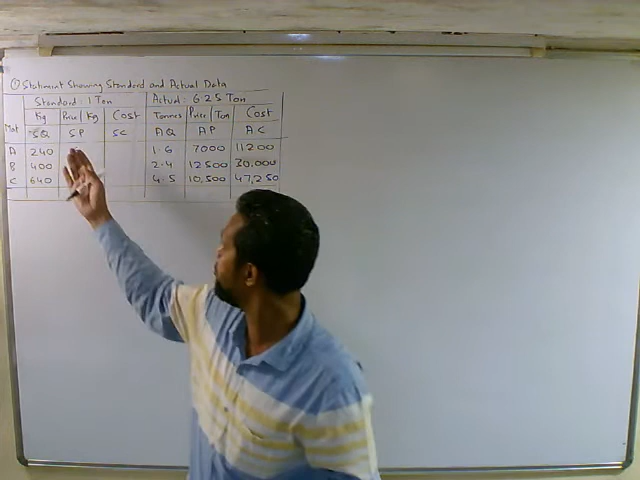 ① Statement Showing Standard and Actual Data
Standard: 1 Ton Actual: 6.25 Ton
Mat Kg Price/Kg Cost Tonnes Price/Ton Cost
SQ SP SC AQ AP AC
A 240 1.6 7000 11200
B 400 2.4 12500 30,000
C 640 4.5 10,500 47,250